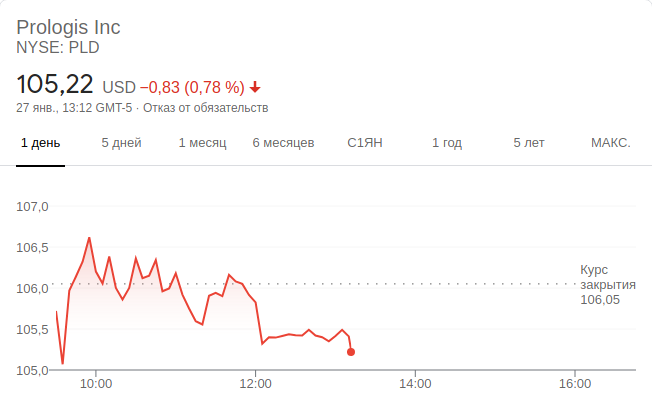 Prologis Inc
NYSE: PLD
105,22 USD −0,83 (0,78 %)
27 янв., 13:12 GMT-5 · Отказ от обязательств
1 день 5 дней 1 месяц 6 месяцев С1ЯН 1 год 5 лет МАКС.
107,0
106,5
106,0
105,5
105,0
Курс
закрытия
106,05
10:00 12:00 14:00 16:00